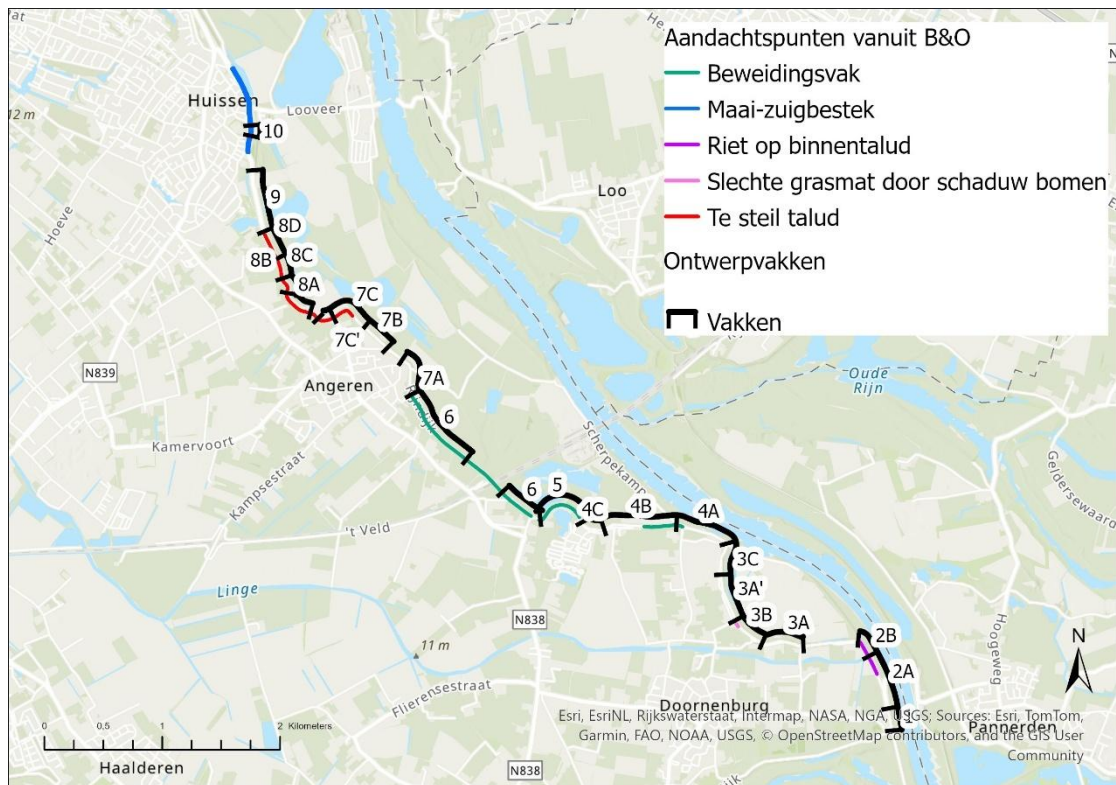 Aandachtspunten vanuit B&O
Beweidingsvak
Maai-zuigbestek
Riet op binnentalud
Slechte grasmat door schaduw bomen
Te steil talud
Ontwerpvakken
Vakken
12 m
Huissen
Looveer
10
Loo
Hoeve
9
8D
8C
8B
8A
7C
7B
7C'
N839
Angeren
7A
Oude
Rijn
6
Kamervoort
Kampsestraat
Scherpekamp
't Veld
6
5
4C
4B
4A
Geldersewaard
3C
3A'
3B
3A
Linge
N838
11 m
2B
2A
Hoogeweg
N
Flierensestraat
Doornenburg
1
Pannerden
Esri, EsriNL, Rijkswaterstaat, Intermap, NASA, NGA, USGS; Sources: Esri, TomTom,
Garmin, FAO, NOAA, USGS, © OpenStreetMap contributors, and the GIS User
Community
0 0.5 1 2 Kilometers
Haalderen
N838